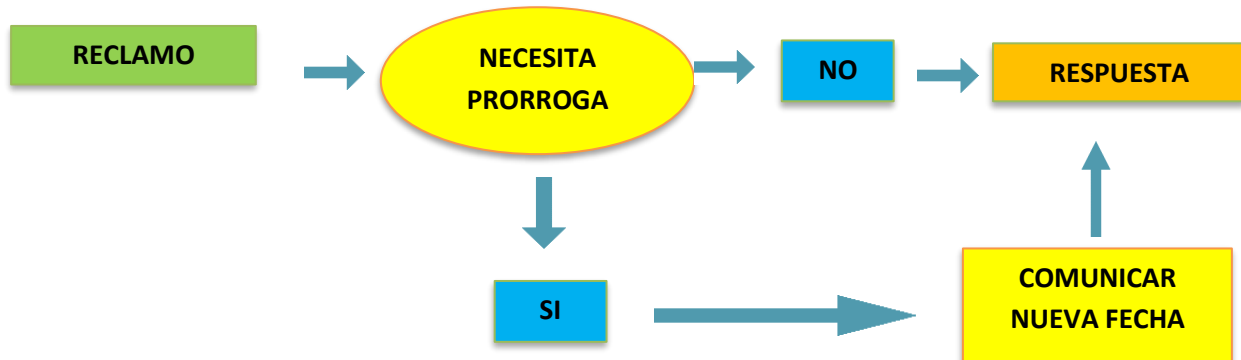 RECLAMO
NECESITA
PRORROGA
NO
RESPUESTA
SI
COMUNICAR
NUEVA FECHA